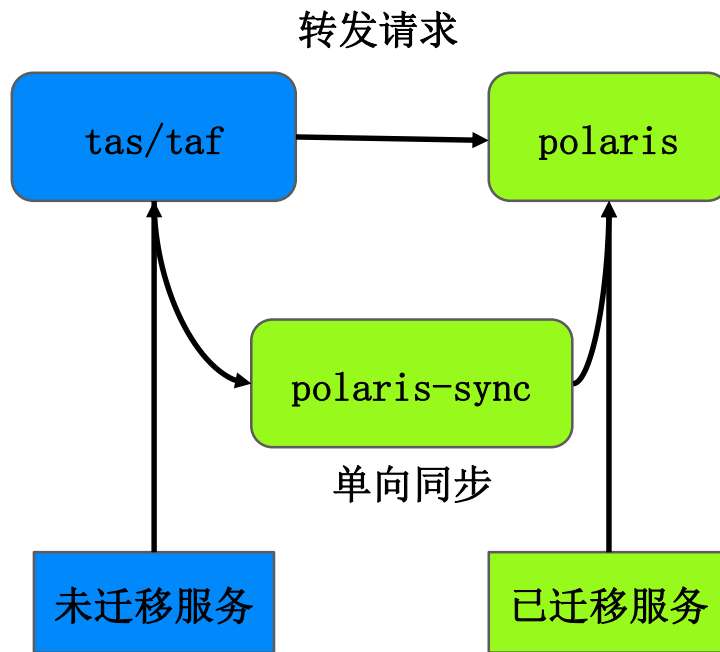 转发请求
tas/taf
polaris
polaris-sync
单向同步
未迁移服务
已迁移服务